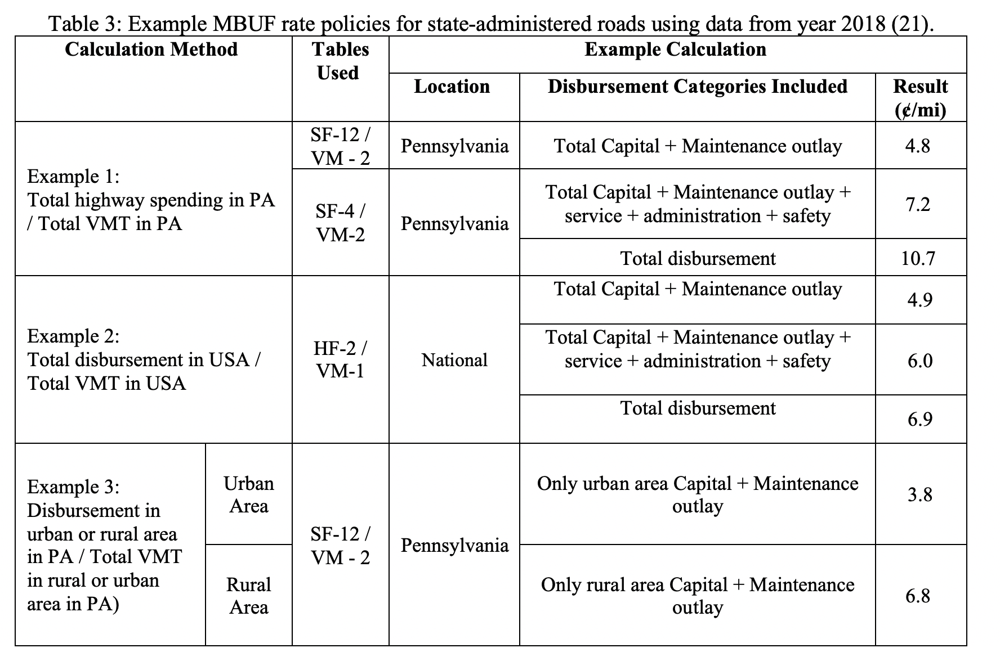 Table 3: Example MBUF rate policies for state-administered roads using data from year 2018 (21).
Calculation Method
Tables
Used
Example Calculation
Location
Disbursement Categories Included
Result
(¢/mi)
Example 1:
Total highway spending in PA
/ Total VMT in PA
SF-12 /
VM - 2
Pennsylvania
Total Capital + Maintenance outlay
4.8
SF-4 /
VM-2
Pennsylvania
Total Capital + Maintenance outlay +
service + administration + safety
7.2
Total disbursement
10.7
Example 2:
Total disbursement in USA /
Total VMT in USA
HF-2 /
VM-1
National
Total Capital + Maintenance outlay
4.9
Total Capital + Maintenance outlay +
service + administration + safety
6.0
Total disbursement
6.9
Example 3:
Disbursement in
urban or rural area
in PA / Total VMT
in rural or urban
area in PA)
Urban
Area
SF-12 /
VM - 2
Pennsylvania
Only urban area Capital + Maintenance
outlay
3.8
Rural
Area
Only rural area Capital + Maintenance
outlay
6.8